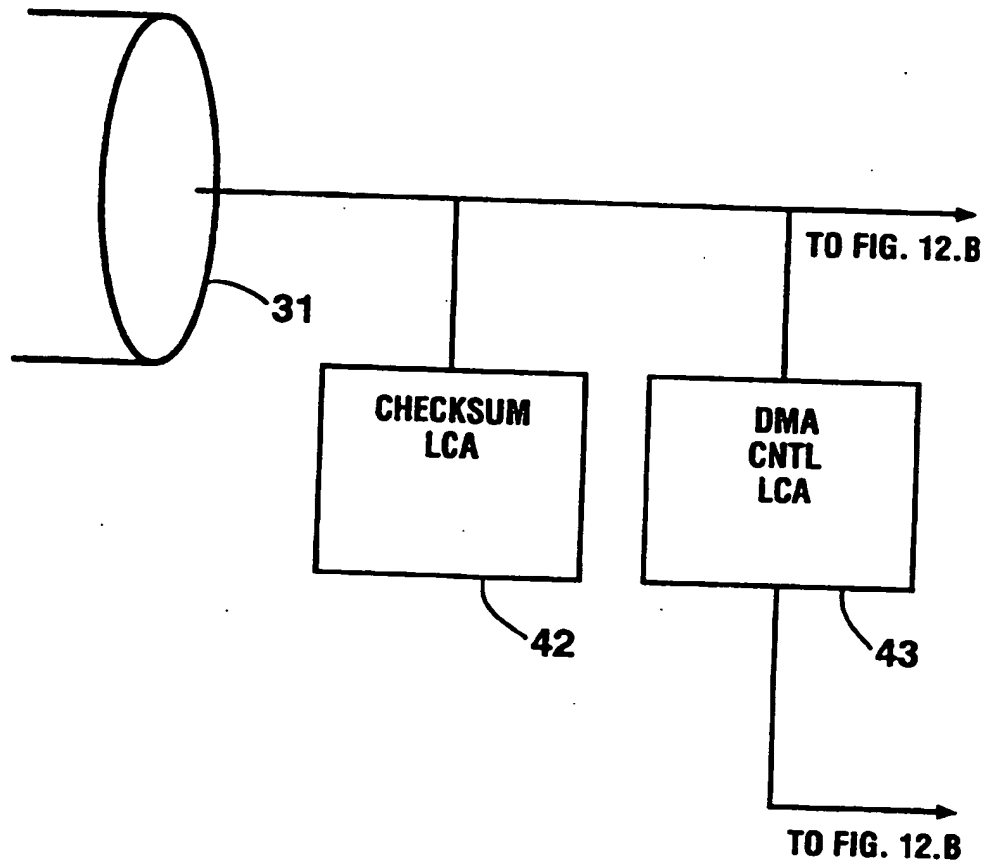 TO FIG. 12.B
31
CHECKSUM
LCA
DMA
CNTL
LCA
42
43
TO FIG. 12.B